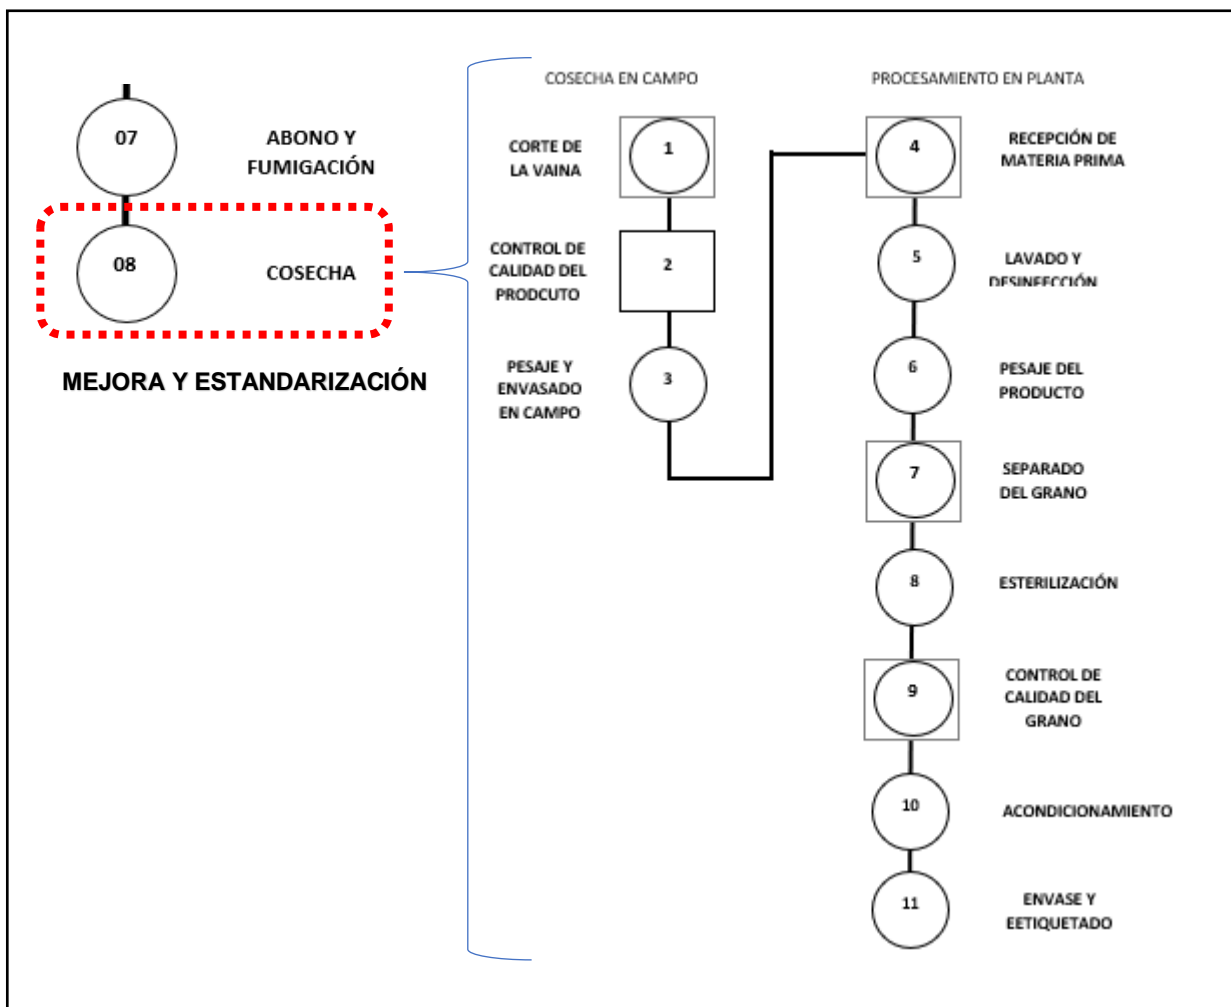 07
ABONO Y
FUMIGACIÓN
08
COSECHA
MEJORA Y ESTANDARIZACIÓN
COSECHA EN CAMPO
CORTE DE
LA VAINA
1
CONTROL DE
CALIDAD DEL
PRODCUTO
2
PESAJE Y
ENVASADO
EN CAMPO
3
PROCESAMIENTO EN PLANTA
4
RECEPCIÓN DE
MATERIA PRIMA
5
LAVADO Y
DESINFECCIÓN
6
PESAJE DEL
PRODUCTO
7
SEPARADO
DEL GRANO
8
ESTERILIZACIÓN
9
CONTROL DE
CALIDAD DEL
GRANO
10
ACONDICIONAMIENTO
11
ENVASE Y
EETIQUETADO